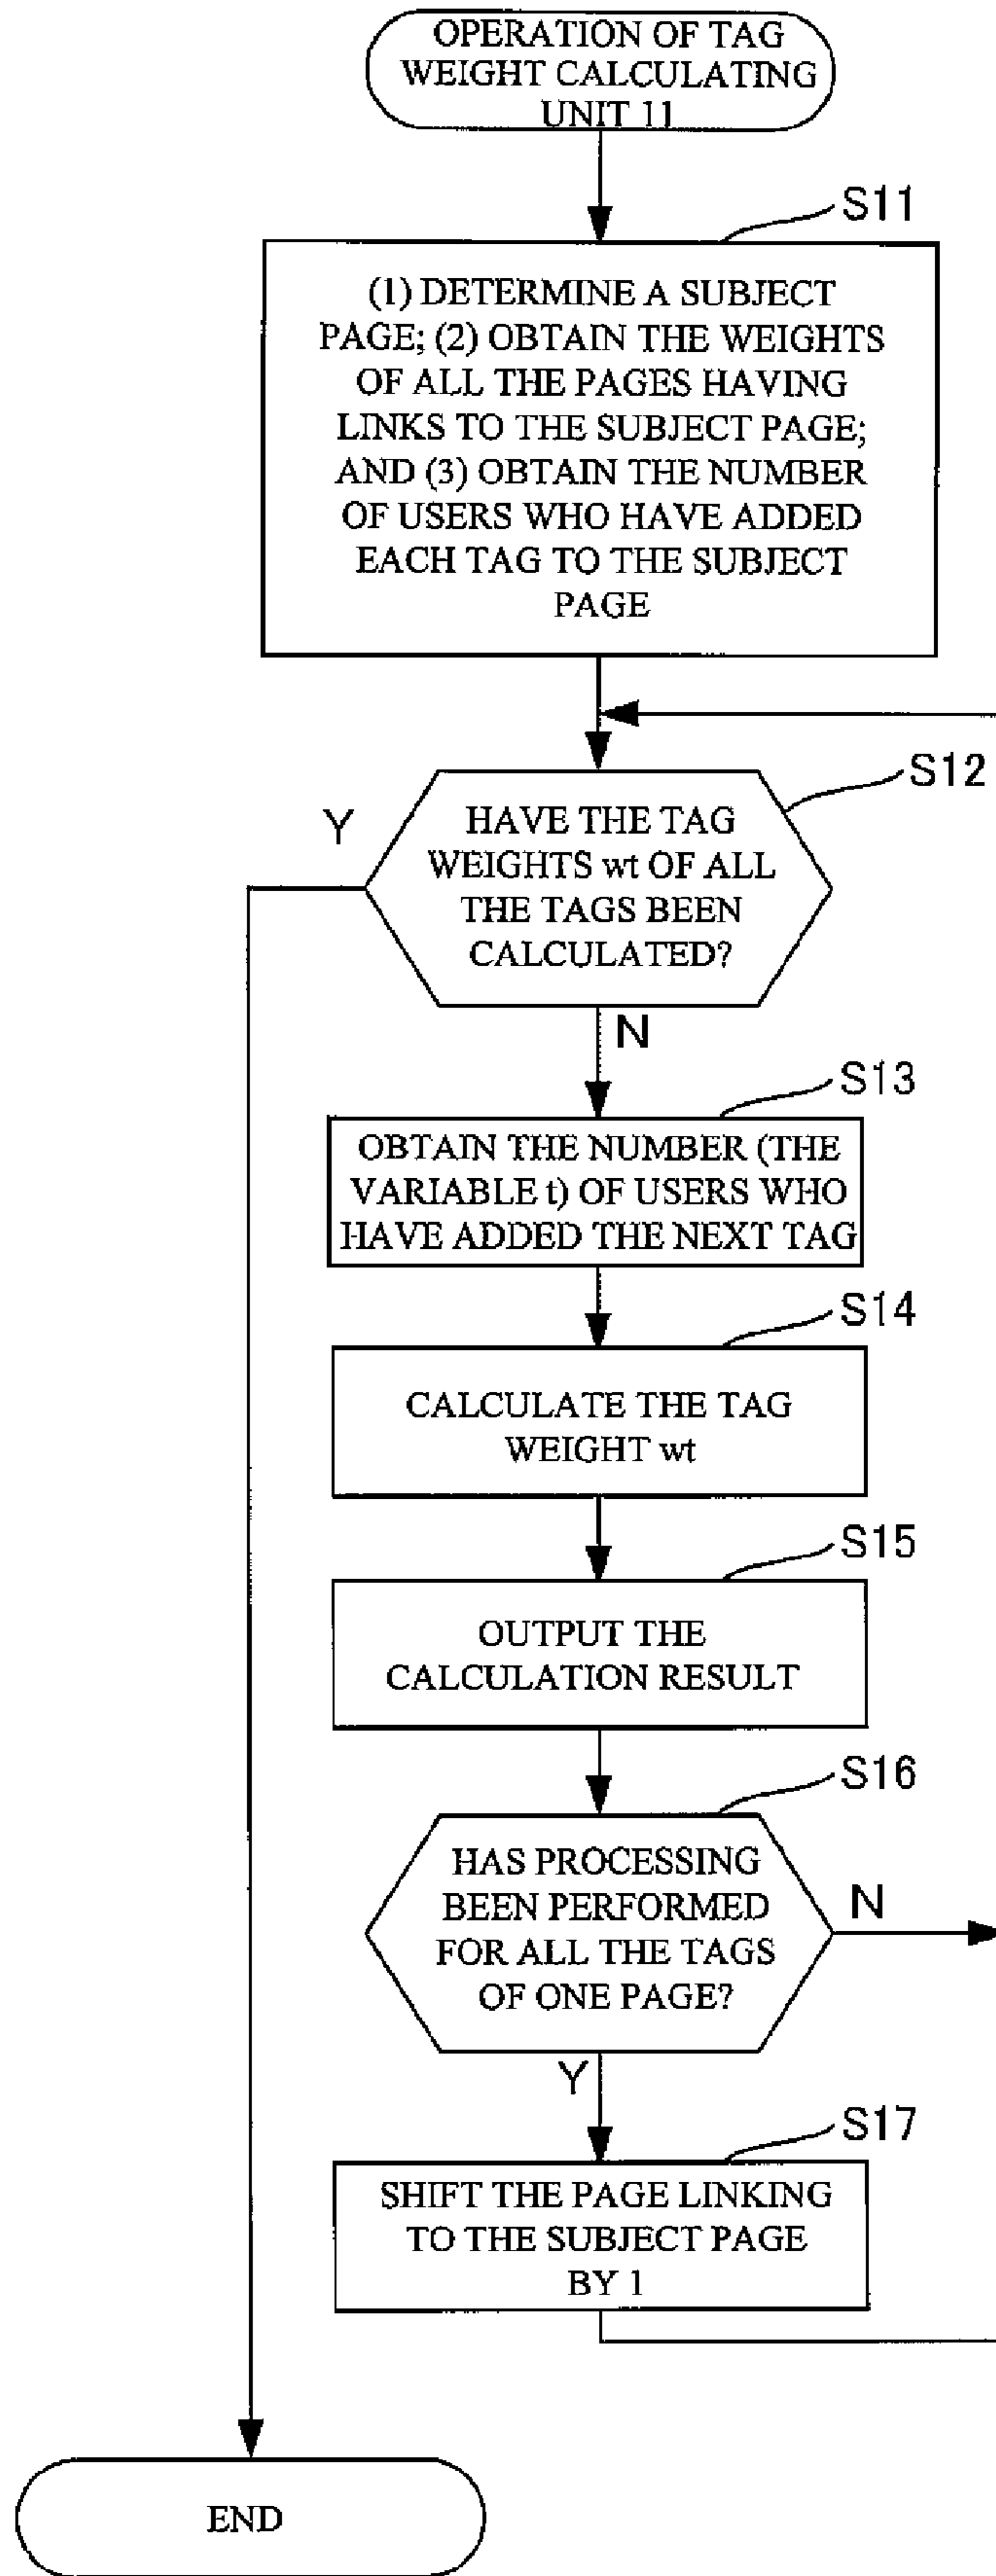 OPERATION OF TAG
WEIGHT CALCULATING
UNIT 11
S11
(1) DETERMINE A SUBJECT
PAGE; (2) OBTAIN THE WEIGHTS
OF ALL THE PAGES HAVING
LINKS TO THE SUBJECT PAGE;
AND (3) OBTAIN THE NUMBER
OF USERS WHO HAVE ADDED
EACH TAG TO THE SUBJECT
PAGE
S12
Y
HAVE THE TAG
WEIGHTS wt OF ALL
THE TAGS BEEN
CALCULATED?
N
S13
OBTAIN THE NUMBER (THE
VARIABLE t) OF USERS WHO
HAVE ADDED THE NEXT TAG
S14
CALCULATE THE TAG
WEIGHT wt
S15
OUTPUT THE
CALCULATION RESULT
S16
HAS PROCESSING
BEEN PERFORMED
FOR ALL THE TAGS
OF ONE PAGE?
N
Y
S17
SHIFT THE PAGE LINKING
TO THE SUBJECT PAGE
BY 1
END